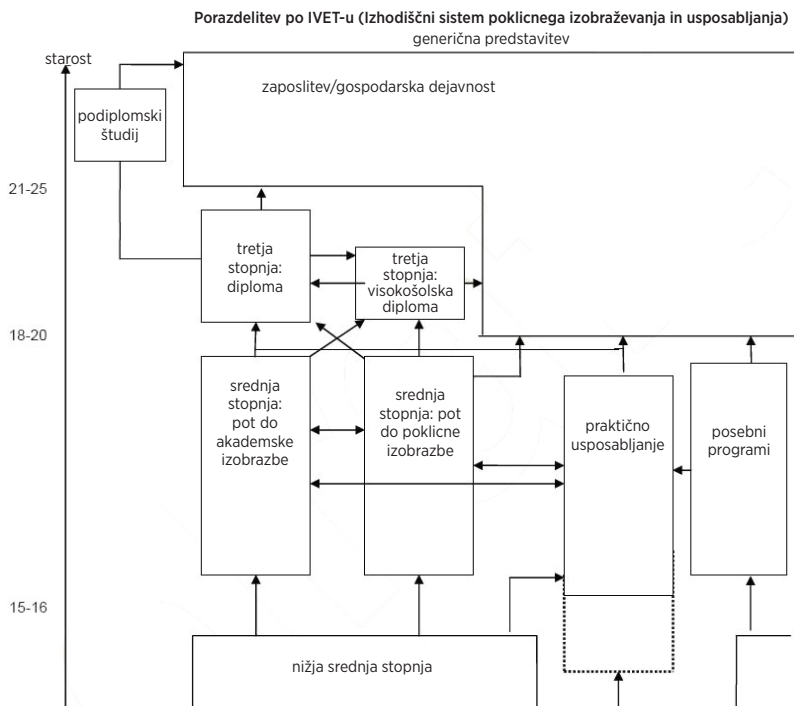 Porazdelitev po IVET-u (Izhodiščni sistem poklicnega izobraževanja in usposabljanja)
generična predstavitev
starost
zaposlitev/gospodarska dejavnost
podiplomski
študij
21-25
tretja
stopnja:
diploma
tretja
stopnja:
visokošolska
diploma
18-20
srednja
stopnja:
pot do
akademske
izobrazbe
srednja
stopnja: pot
do poklicne
izobrazbe
praktično
usposabljanje
posebni
programi
15-16
nižja srednja stopnja